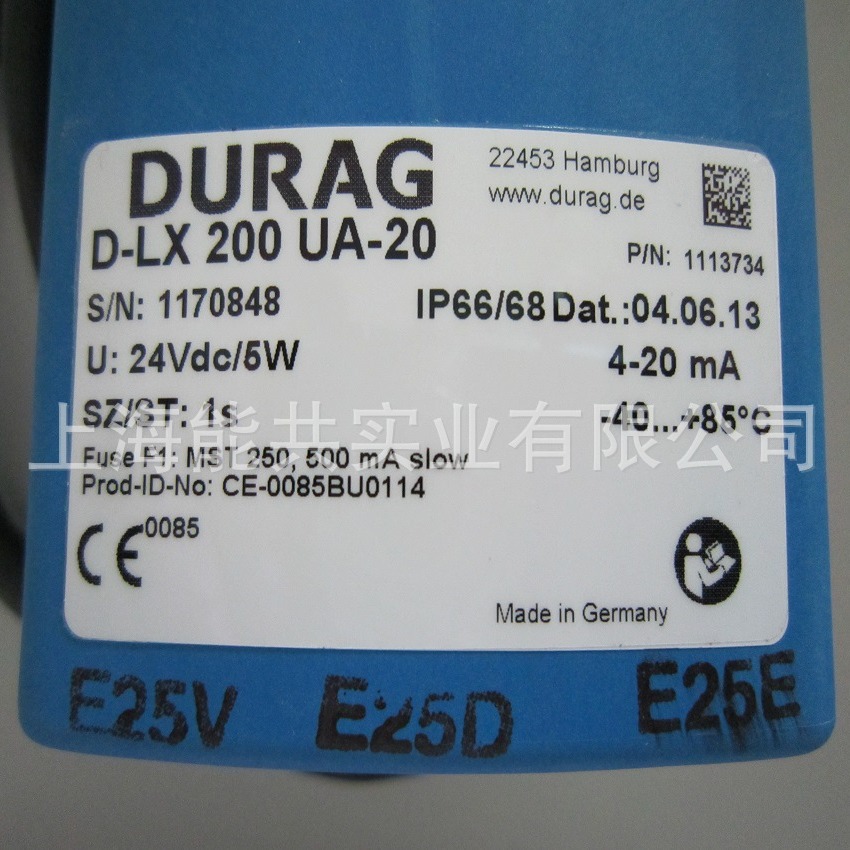 DURAG
22453 Hamburg
www.durag.de
D-LX 200 UA-20
P/N: 1113734
S/N: 1170848
IP66/68 Dat.:04.06.13
U: 24Vdc/5W
4-20 mA
SZ/ST: 1s
-40...+85°C
上海能共实业有限公司
Fuse F1: MST 250, 500 mA slow
Prod-ID-No: CE-0085BU0114
CE 0085
Made in Germany
E25V E25D E25E